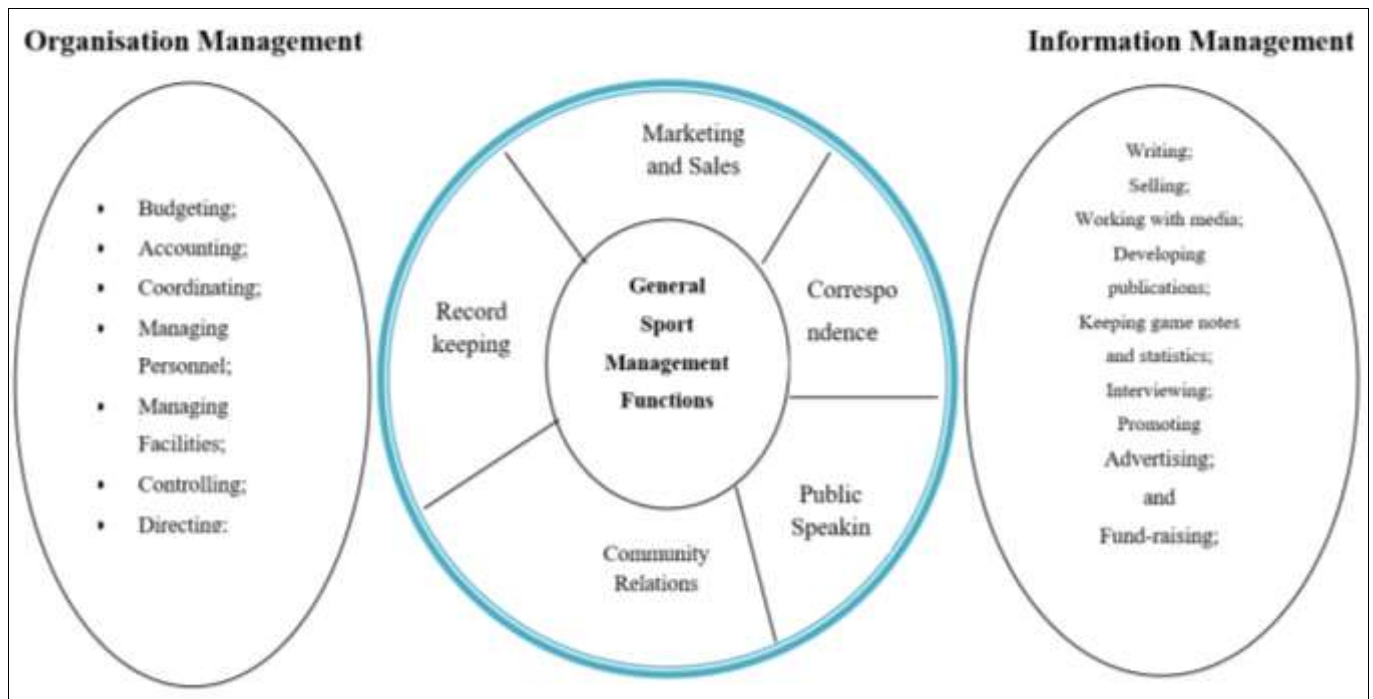 Organisation Management
Information Management
• Budgeting;
• Accounting;
• Coordinating;
• Managing
Personnel;
• Managing
Facilities;
• Controlling;
• Directing:
Marketing
and Sales
Record
keeping
General
Sport
Management
Functions
Correspo
ndence
Public
Speakin
Community
Relations
Writing;
Selling;
Working with media;
Developing
publications;
Keeping game notes
and statistics;
Interviewing;
Promoting
Advertising;
and
Fund-raising;